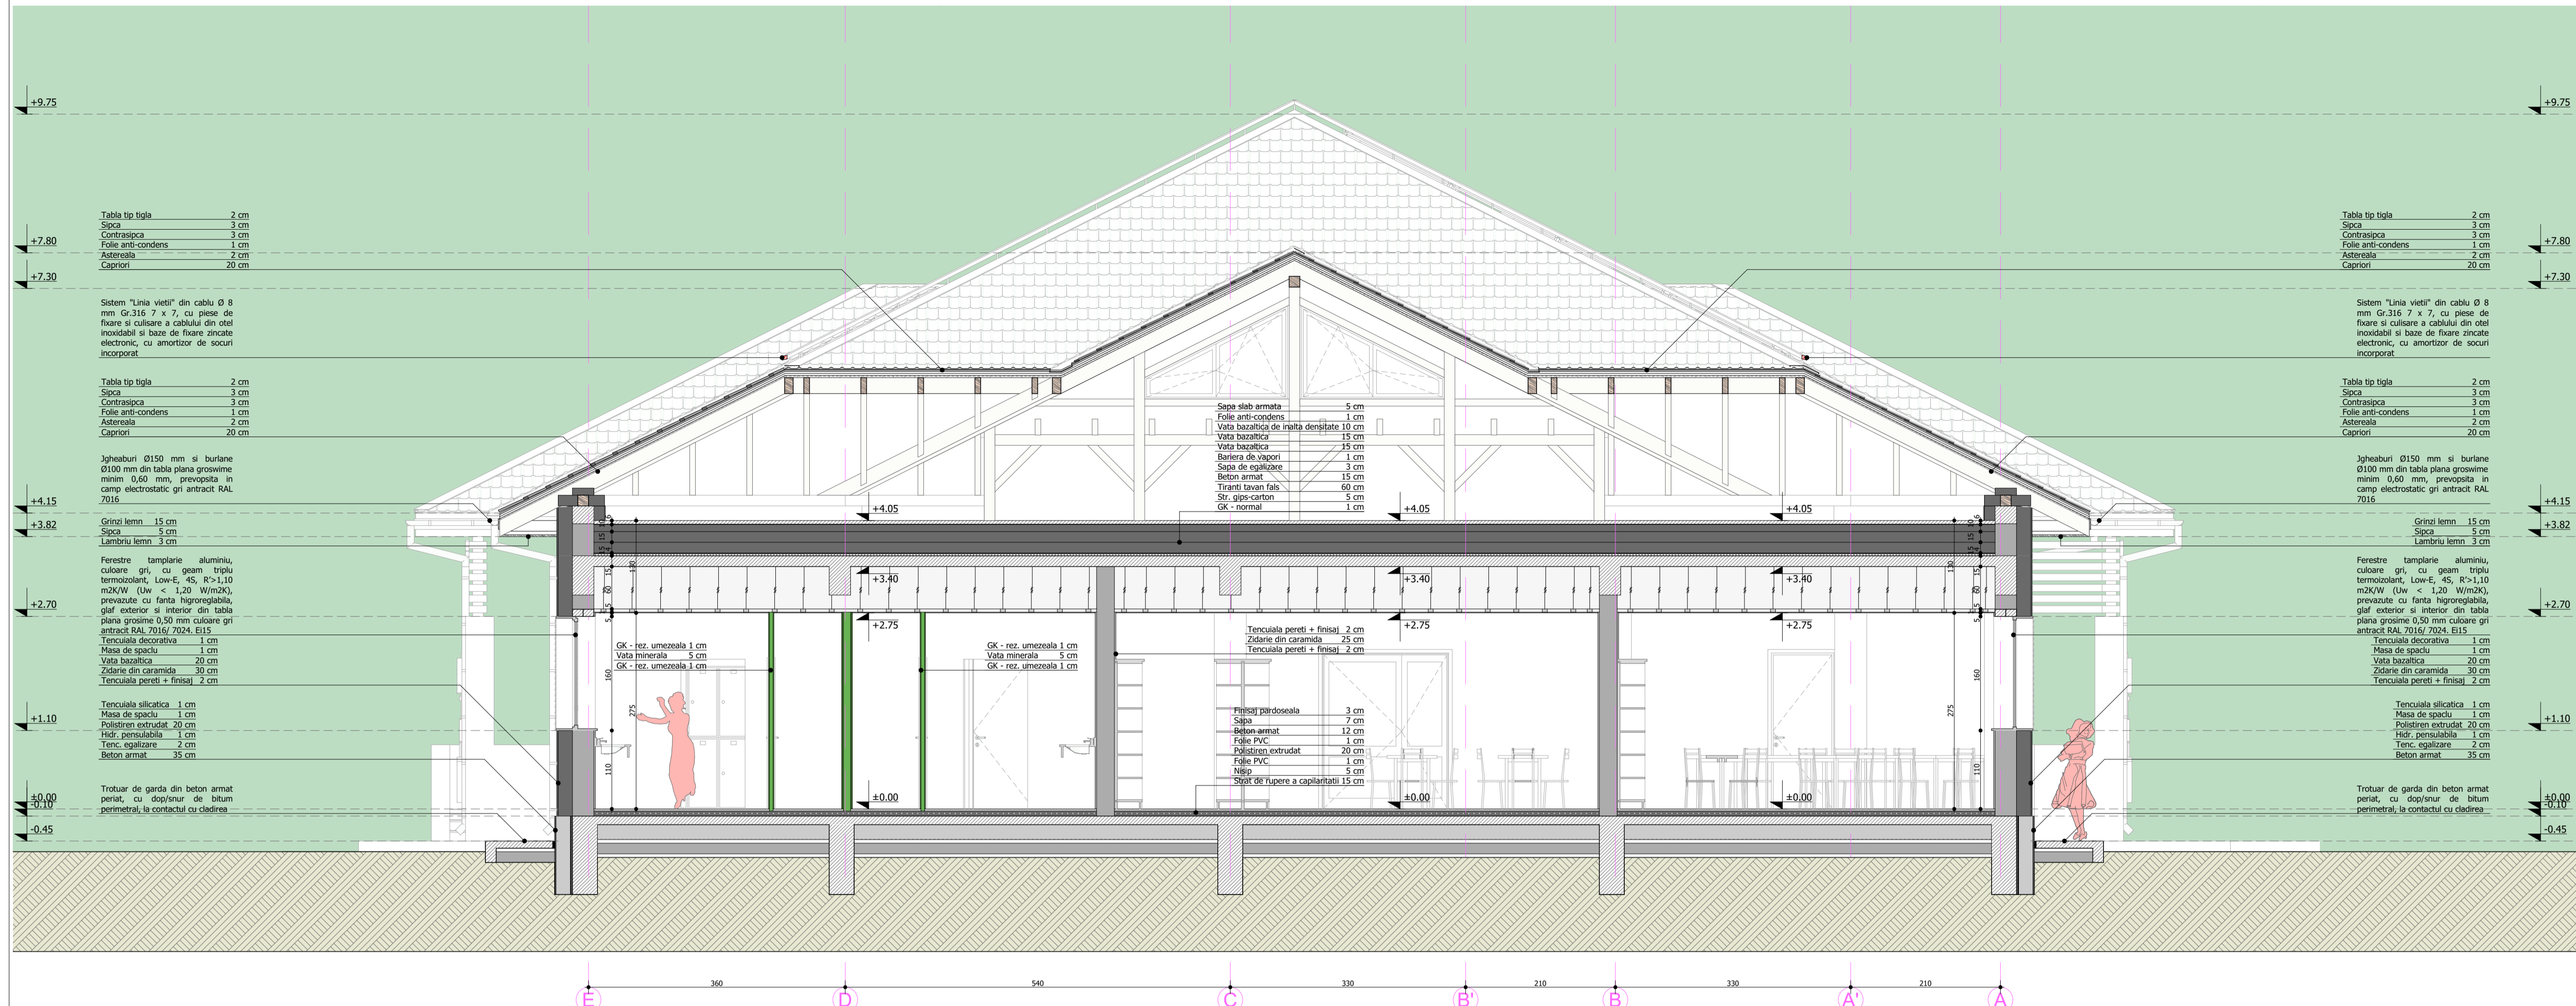 +9.75
+7.80
+7.30
+4.15
+3.82
+2.70
+1.10
±0.00
-0.10
-0.45
Tabla tip tigla 2 cm
Sipca 3 cm
Contrasipca 3 cm
Folie anti-condens 1 cm
Astereala 2 cm
Capriori 20 cm
Sistem "Linia vietii" din cablu Ø 8
mm Gr.316 7 x 7, cu piese de
fixare si culisare a cablului din otel
inoxidabil si baze de fixare zincate
electronic, cu amortizor de socuri
incorporat
Tabla tip tigla 2 cm
Sipca 3 cm
Contrasipca 3 cm
Folie anti-condens 1 cm
Astereala 2 cm
Capriori 20 cm
Jgheaburi Ø150 mm si burlane
Ø100 mm din tabla plana groswime
minim 0,60 mm, prevopsita in
camp electrostatic gri antracit RAL
7016
Grinzi lemn 15 cm
Sipca 5 cm
Lambriu lemn 3 cm
Ferestre tamplarie aluminiu,
culoare gri, cu geam triplu
termoizolant, Low-E, 4S, R'>1,10
m2K/W (Uw < 1,20 W/m2K),
prevazute cu fanta higroreglabila,
glaf exterior si interior din tabla
plana grosime 0,50 mm culoare gri
antracit RAL 7016/ 7024. Ei15
Tencuiala decorativa 1 cm
Masa de spaclu 1 cm
Vata bazaltica 20 cm
Zidarie din caramida 30 cm
Tencuiala pereti + finisaj 2 cm
Tencuiala silicatica 1 cm
Masa de spaclu 1 cm
Polistiren extrudat 20 cm
Hidr. pensulabila 1 cm
Tenc. egalizare 2 cm
Beton armat 35 cm
Trotuar de garda din beton armat
periat, cu dop/snur de bitum
perimetral, la contactul cu cladirea
Sapa slab armata 5 cm
Folie anti-condens 1 cm
Vata bazaltica de inalta densitate 10 cm
Vata bazaltica 15 cm
Vata bazaltica 15 cm
Bariera de vapori 1 cm
Sapa de egalizare 3 cm
Beton armat 15 cm
Tiranti tavan fals 60 cm
Str. gips-carton 5 cm
GK - normal 1 cm
+4.05
+4.05
+4.05
+3.40
+3.40
+3.40
+2.75
+2.75
+2.75
±0.00
±0.00
±0.00
6
10
15
15
4
15
60
5
5
130
160
275
110
GK - rez. umezeala 1 cm
Vata minerala 5 cm
GK - rez. umezeala 1 cm
GK - rez. umezeala 1 cm
Vata minerala 5 cm
GK - rez. umezeala 1 cm
Tencuiala pereti + finisaj 2 cm
Zidarie din caramida 25 cm
Tencuiala pereti + finisaj 2 cm
Finisaj pardoseala 3 cm
Sapa 7 cm
Beton armat 12 cm
Folie PVC 1 cm
Polistiren extrudat 20 cm
Folie PVC 1 cm
Nisip 5 cm
Strat de rupere a capilaritatii 15 cm
6
10
15
15
4
15
60
5
5
130
160
275
110
Tabla tip tigla 2 cm
Sipca 3 cm
Contrasipca 3 cm
Folie anti-condens 1 cm
Astereala 2 cm
Capriori 20 cm
Sistem "Linia vietii" din cablu Ø 8
mm Gr.316 7 x 7, cu piese de
fixare si culisare a cablului din otel
inoxidabil si baze de fixare zincate
electronic, cu amortizor de socuri
incorporat
Tabla tip tigla 2 cm
Sipca 3 cm
Contrasipca 3 cm
Folie anti-condens 1 cm
Astereala 2 cm
Capriori 20 cm
Jgheaburi Ø150 mm si burlane
Ø100 mm din tabla plana groswime
minim 0,60 mm, prevopsita in
camp electrostatic gri antracit RAL
7016
Grinzi lemn 15 cm
Sipca 5 cm
Lambriu lemn 3 cm
Ferestre tamplarie aluminiu,
culoare gri, cu geam triplu
termoizolant, Low-E, 4S, R'>1,10
m2K/W (Uw < 1,20 W/m2K),
prevazute cu fanta higroreglabila,
glaf exterior si interior din tabla
plana grosime 0,50 mm culoare gri
antracit RAL 7016/ 7024. Ei15
Tencuiala decorativa 1 cm
Masa de spaclu 1 cm
Vata bazaltica 20 cm
Zidarie din caramida 30 cm
Tencuiala pereti + finisaj 2 cm
Tencuiala silicatica 1 cm
Masa de spaclu 1 cm
Polistiren extrudat 20 cm
Hidr. pensulabila 1 cm
Tenc. egalizare 2 cm
Beton armat 35 cm
Trotuar de garda din beton armat
periat, cu dop/snur de bitum
perimetral, la contactul cu cladirea
+9.75
+7.80
+7.30
+4.15
+3.82
+2.70
+1.10
±0.00
-0.10
-0.45
360 540 330 210 330 210
E D C B' B A' A